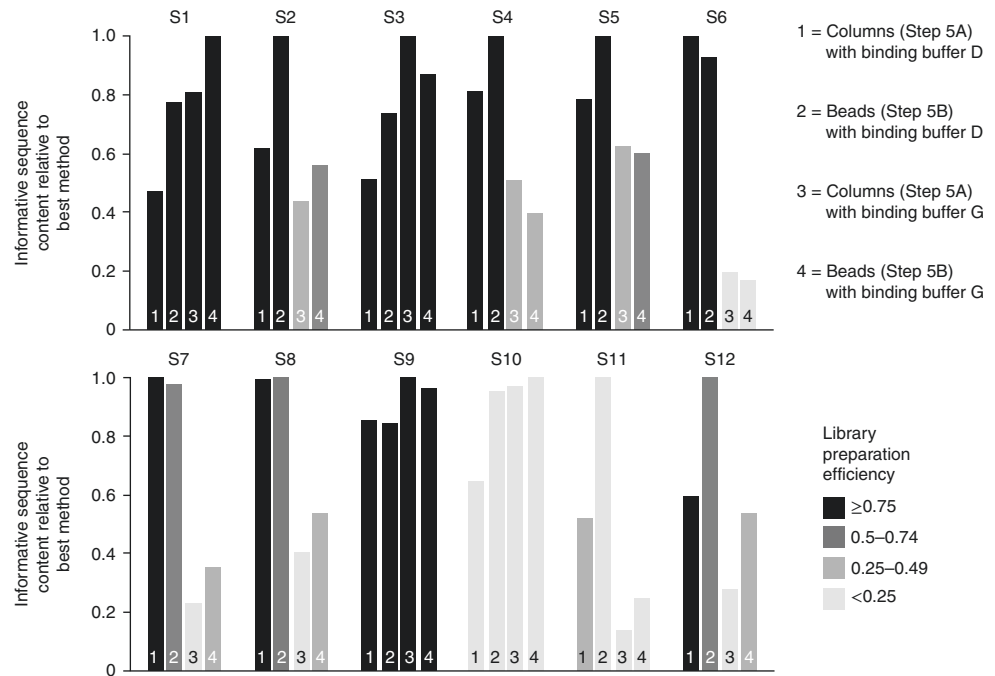 S1 S2 S3 S4 S5 S6
Informative sequence
content relative to
best method
1.0
0.8
0.6
0.4
0.2
0
1 2 3 4 1 2 3 4 1 2 3 4 1 2 3 4 1 2 3 4 1 2 3 4
1 = Columns (Step 5A)
with binding buffer D
2 = Beads (Step 5B)
with binding buffer D
3 = Columns (Step 5A)
with binding buffer G
4 = Beads (Step 5B)
with binding buffer G
S7 S8 S9 S10 S11 S12
Informative sequence
content relative to
best method
1.0
0.8
0.6
0.4
0.2
0
1 2 3 4 1 2 3 4 1 2 3 4 1 2 3 4 1 2 3 4 1 2 3 4
Library
preparation
efficiency
≥0.75
0.5–0.74
0.25–0.49
<0.25